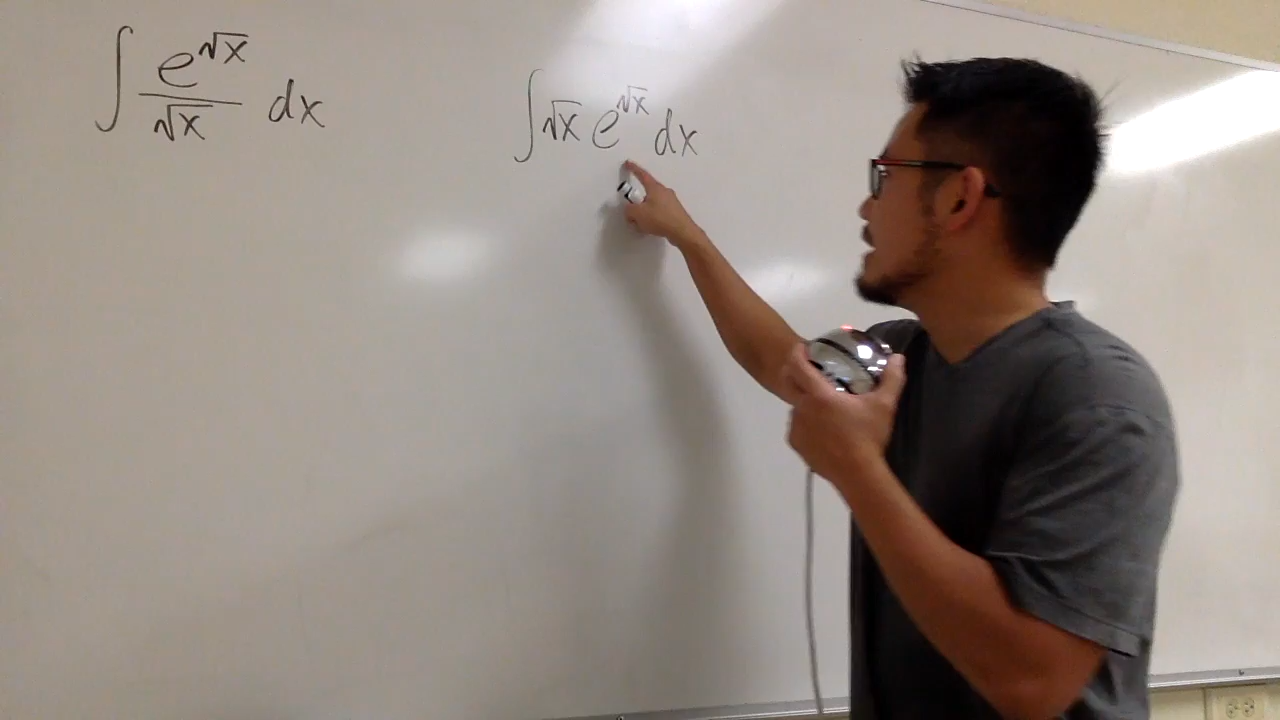 ∫ e^√x / √x dx
∫ √x e^√x dx